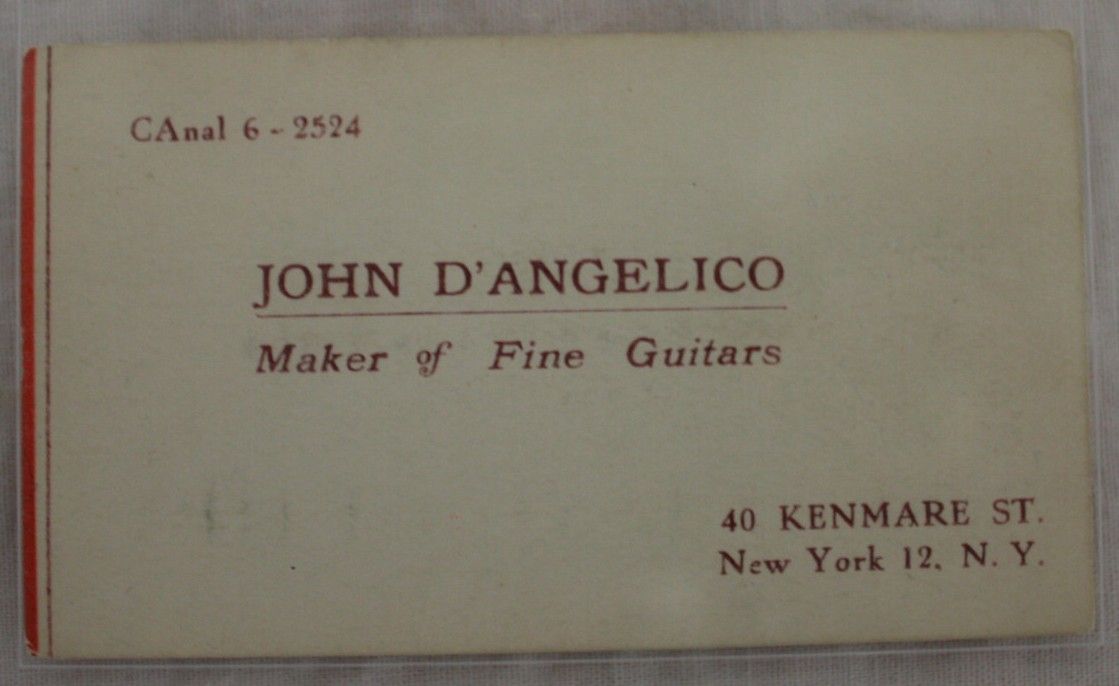 CAnal 6 - 2524
JOHN D'ANGELICO
Maker of Fine Guitars
40 KENMARE ST.
New York 12, N. Y.